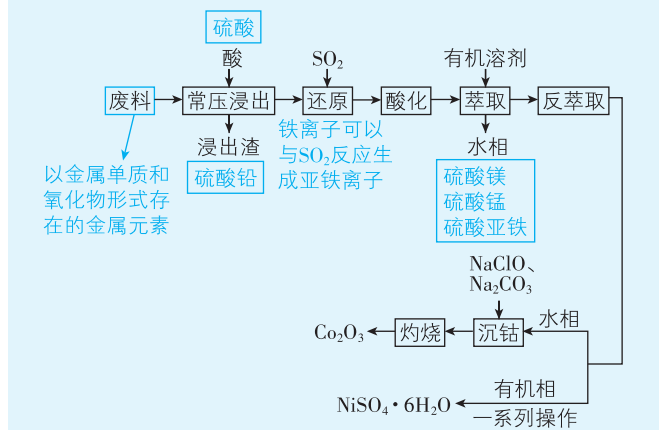 硫酸
酸
SO₂
有机溶剂
废料
常压浸出
还原
酸化
萃取
反萃取
浸出渣
硫酸铅
铁离子可以
与SO₂反应生
成亚铁离子
水相
以金属单质和
氧化物形式存
在的金属元素
硫酸镁
硫酸锰
硫酸亚铁
NaClO、
Na₂CO₃
Co₂O₃
灼烧
沉钴
水相
有机相
NiSO₄·6H₂O
一系列操作